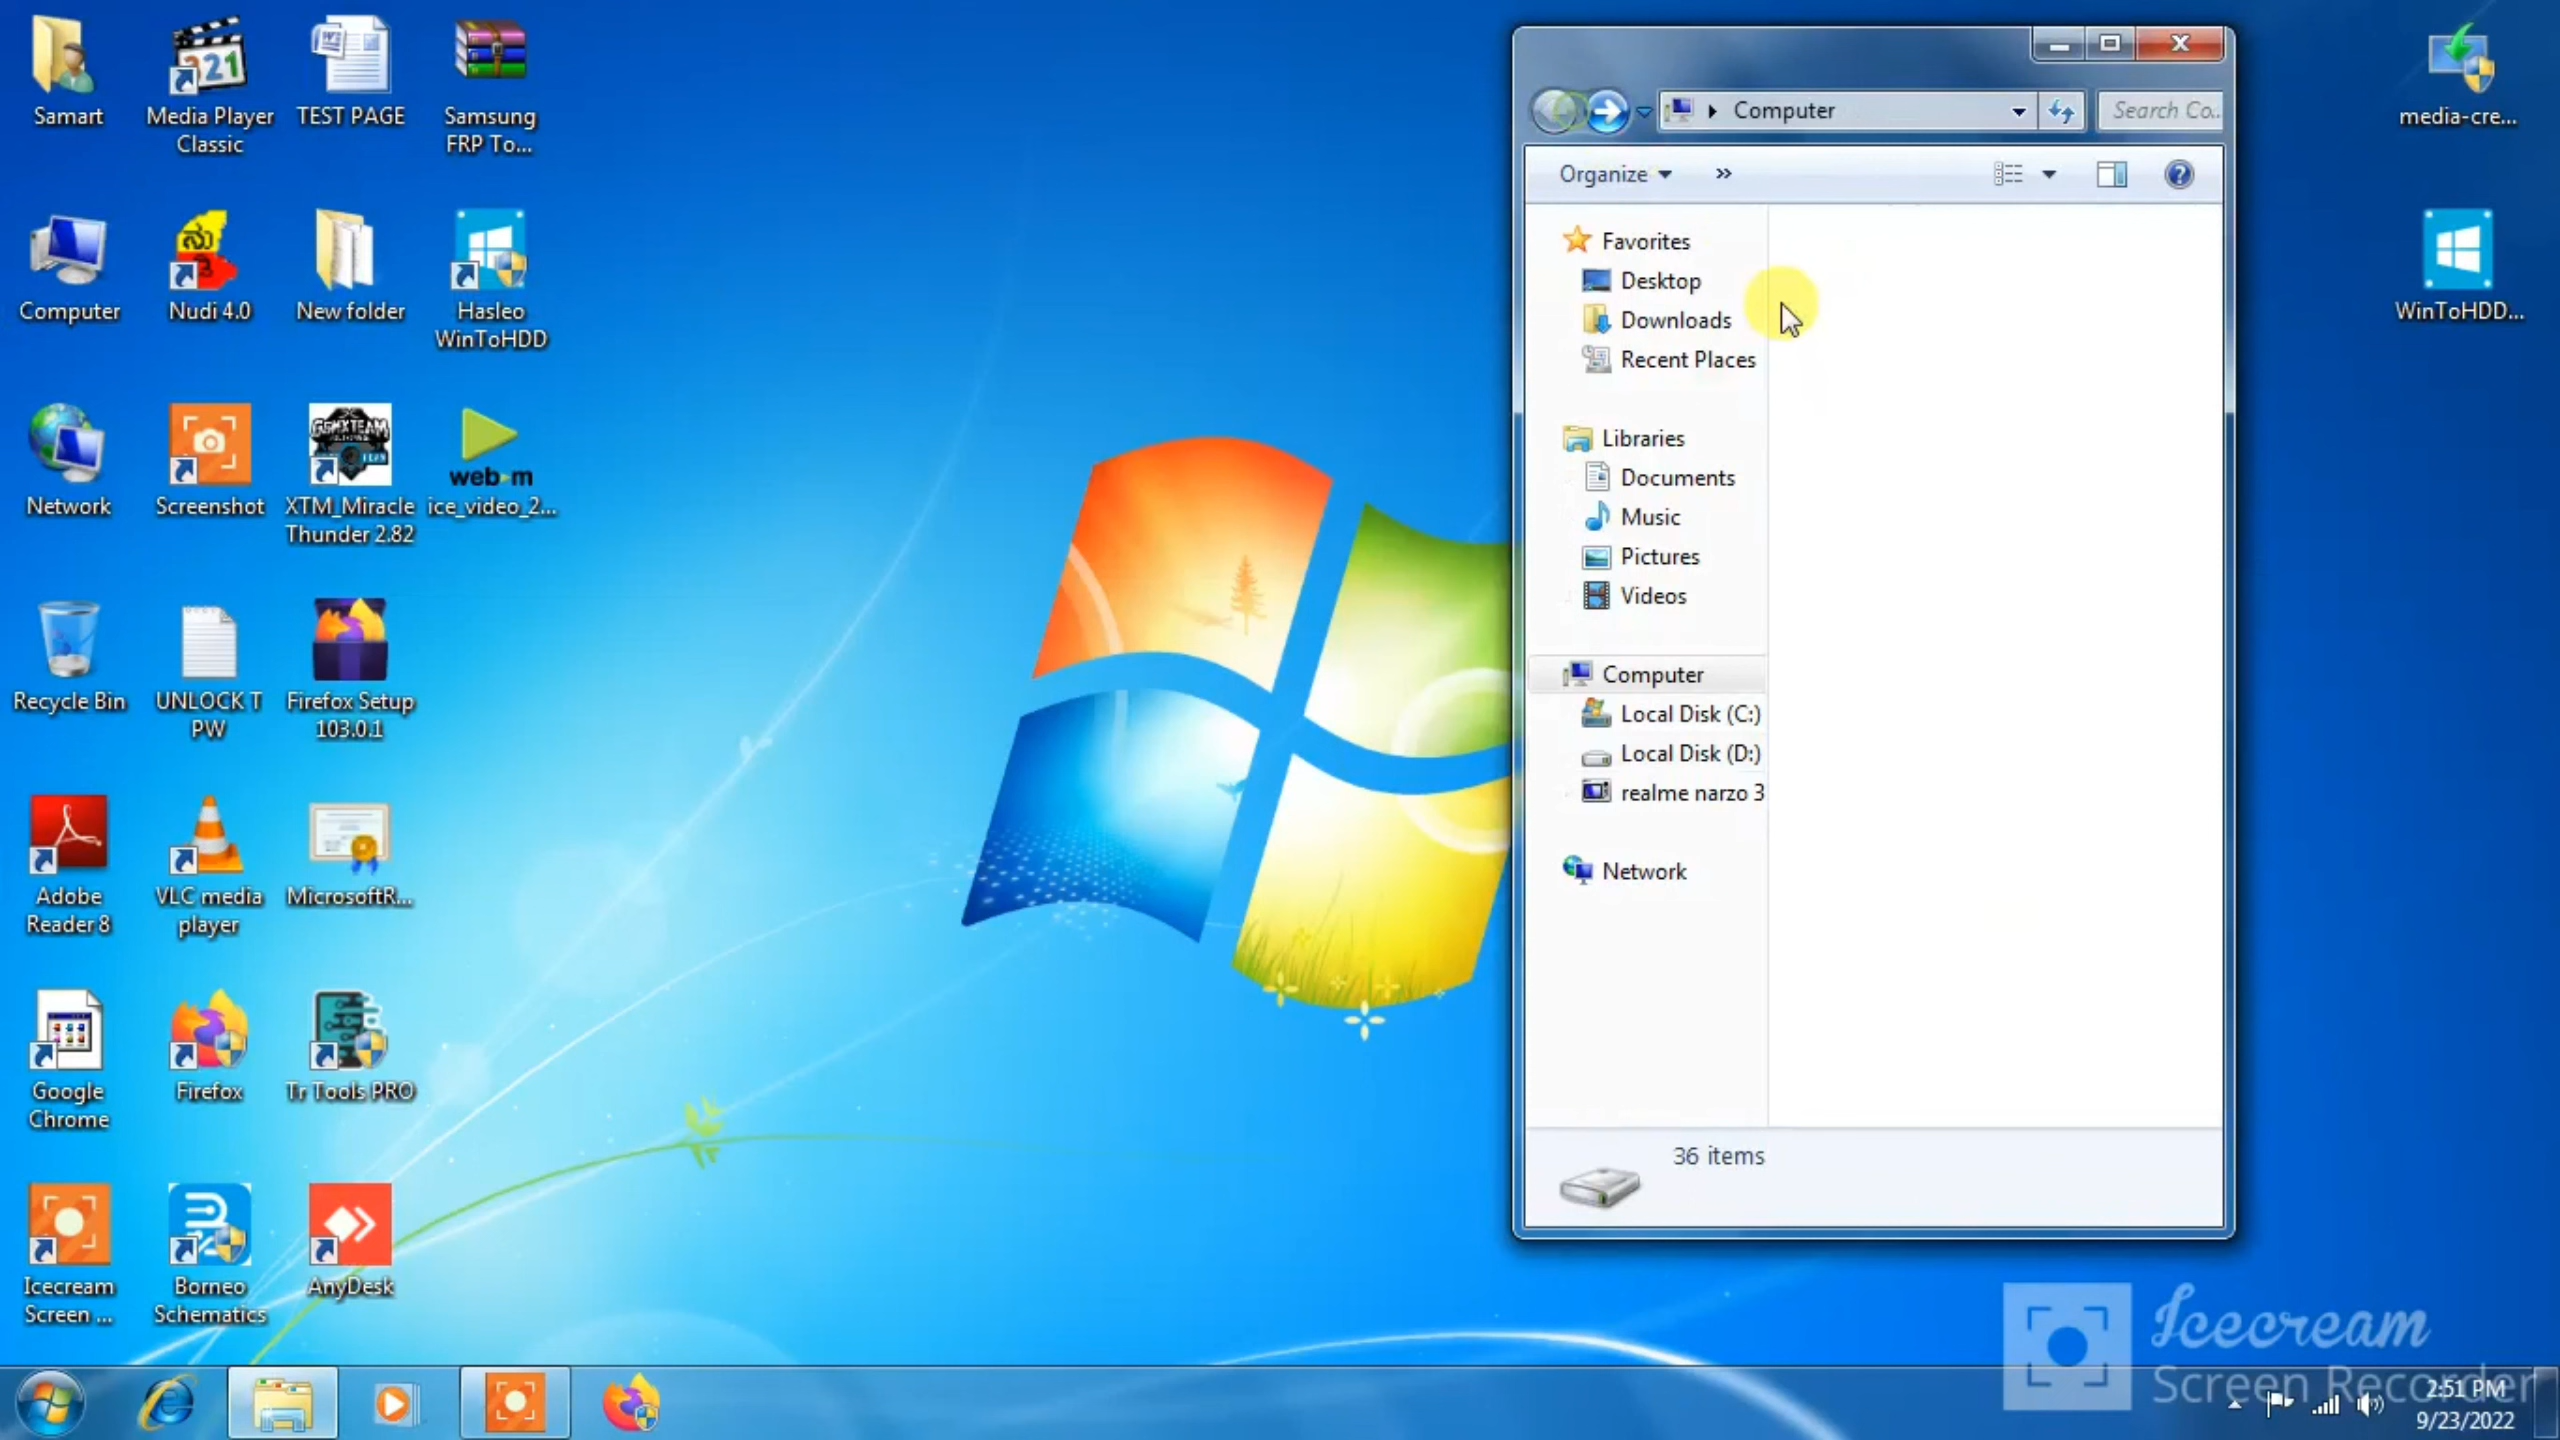 Samart
Media Player
Classic
TEST PAGE
Samsung
FRP To...
Computer
ನು
ಡಿ
Nudi 4.0
New folder
Hasleo
WinToHDD
Network
Screenshot
XTM_Miracle
Thunder 2.82
web-m
ice_video_2...
Recycle Bin
UNLOCK T
PW
Firefox Setup
103.0.1
Adobe
Reader 8
VLC media
player
MicrosoftR...
Google
Chrome
Firefox
Tr Tools PRO
Icecream
Screen ...
Borneo
Schematics
AnyDesk
321
media-cre...
WinToHDD...
Computer
Search Co...
Organize
»
Favorites
Desktop
Downloads
Recent Places
Libraries
Documents
Music
Pictures
Videos
Computer
Local Disk (C:)
Local Disk (D:)
realme narzo 3
Network
36 items
Icecream
Screen Recorder
2:51 PM
9/23/2022